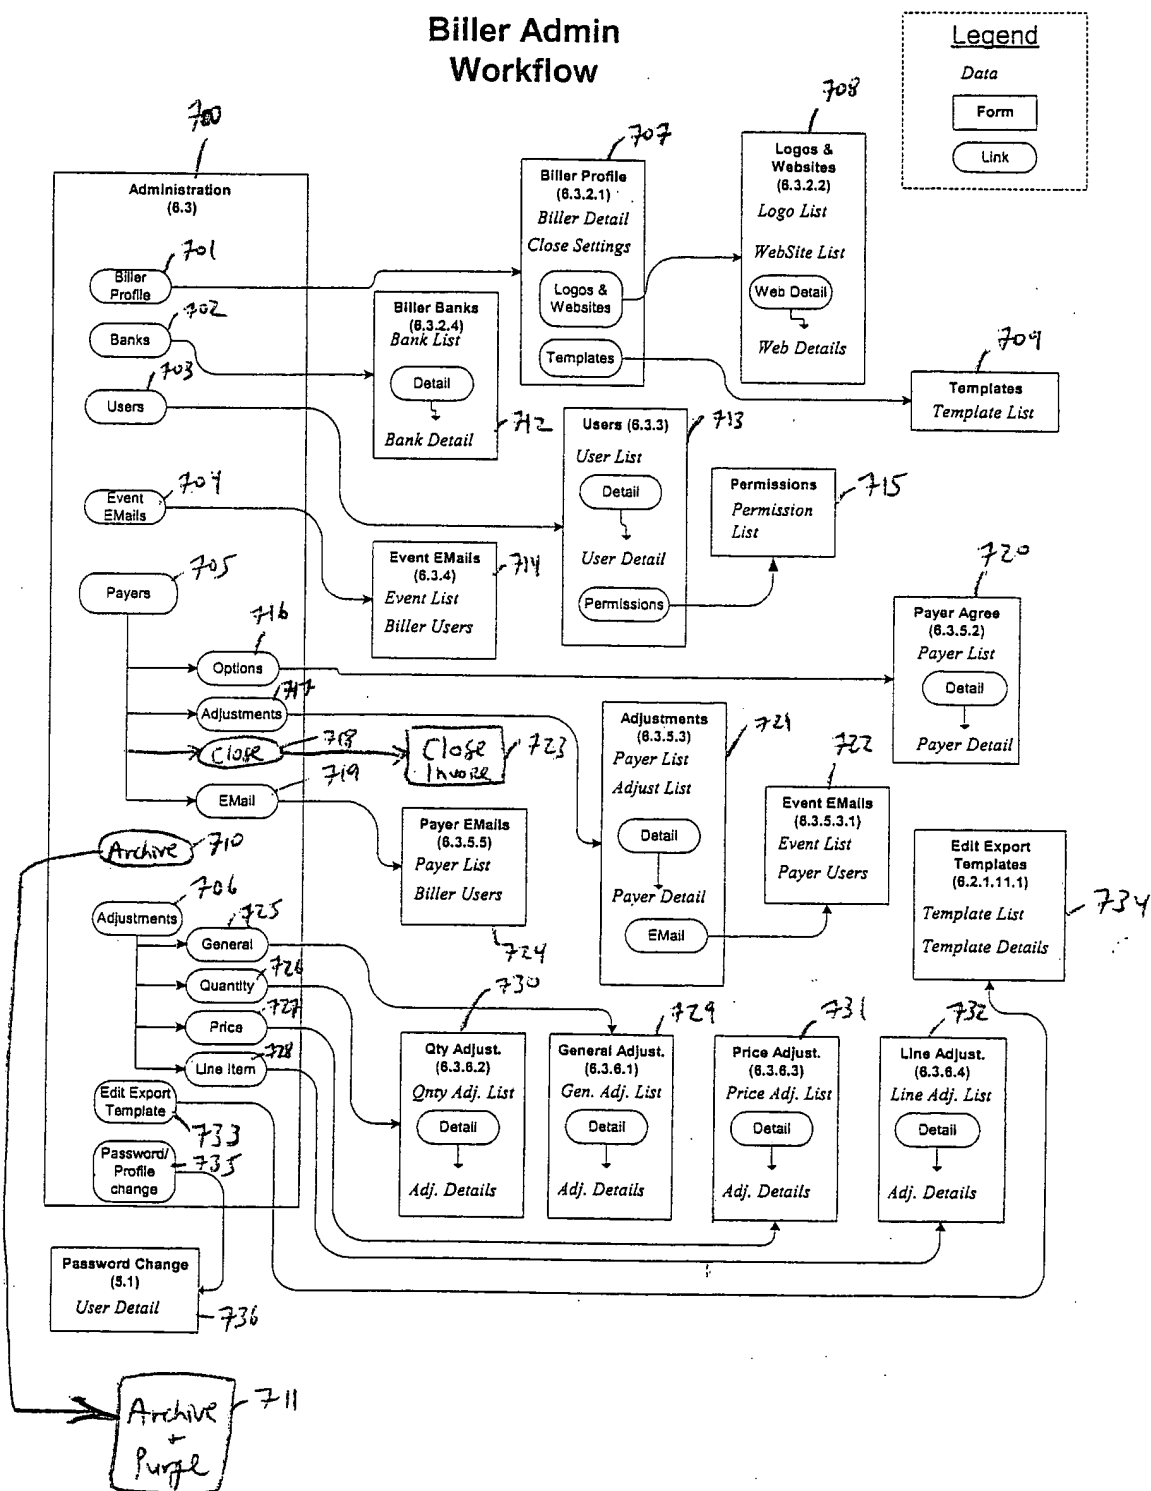 Biller Admin
Workflow
Legend
Data
Form
Link
700
Administration
(6.3)
701
Biller
Profile
702
Banks
703
Users
704
Event
EMails
705
Payers
716
Options
717
Adjustments
718
Close
719
EMail
710
Archive
706
Adjustments
725
General
726
Quantity
727
Price
728
Line Item
Edit Export
Template
733
Password/
Profile
change
735
707
Biller Profile
(6.3.2.1)
Biller Detail
Close Settings
Logos &
Websites
Templates
708
Logos &
Websites
(6.3.2.2)
Logo List
WebSite List
Web Detail
Web Details
709
Templates
Template List
Biller Banks
(6.3.2.4)
Bank List
Detail
Bank Detail
712
Users (6.3.3)
713
User List
Detail
User Detail
Permissions
Permissions
715
Permission
List
Event EMails
(6.3.4)
714
Event List
Biller Users
720
Payer Agree
(6.3.5.2)
Payer List
Detail
Payer Detail
Close
Invoice
723
Adjustments
(6.3.5.3)
721
Payer List
Adjust List
Detail
Payer Detail
EMail
722
Event EMails
(6.3.5.3.1)
Event List
Payer Users
Payer EMails
(6.3.5.5)
Payer List
Biller Users
724
Edit Export
Templates
(6.2.1.11.1)
Template List
Template Details
734
730
Qty Adjust.
(6.3.6.2)
Qnty Adj. List
Detail
Adj. Details
729
General Adjust.
(6.3.6.1)
Gen. Adj. List
Detail
Adj. Details
731
Price Adjust.
(6.3.6.3)
Price Adj. List
Detail
Adj. Details
732
Line Adjust.
(6.3.6.4)
Line Adj. List
Detail
Adj. Details
Password Change
(5.1)
User Detail
736
Archive
+
Purge
711